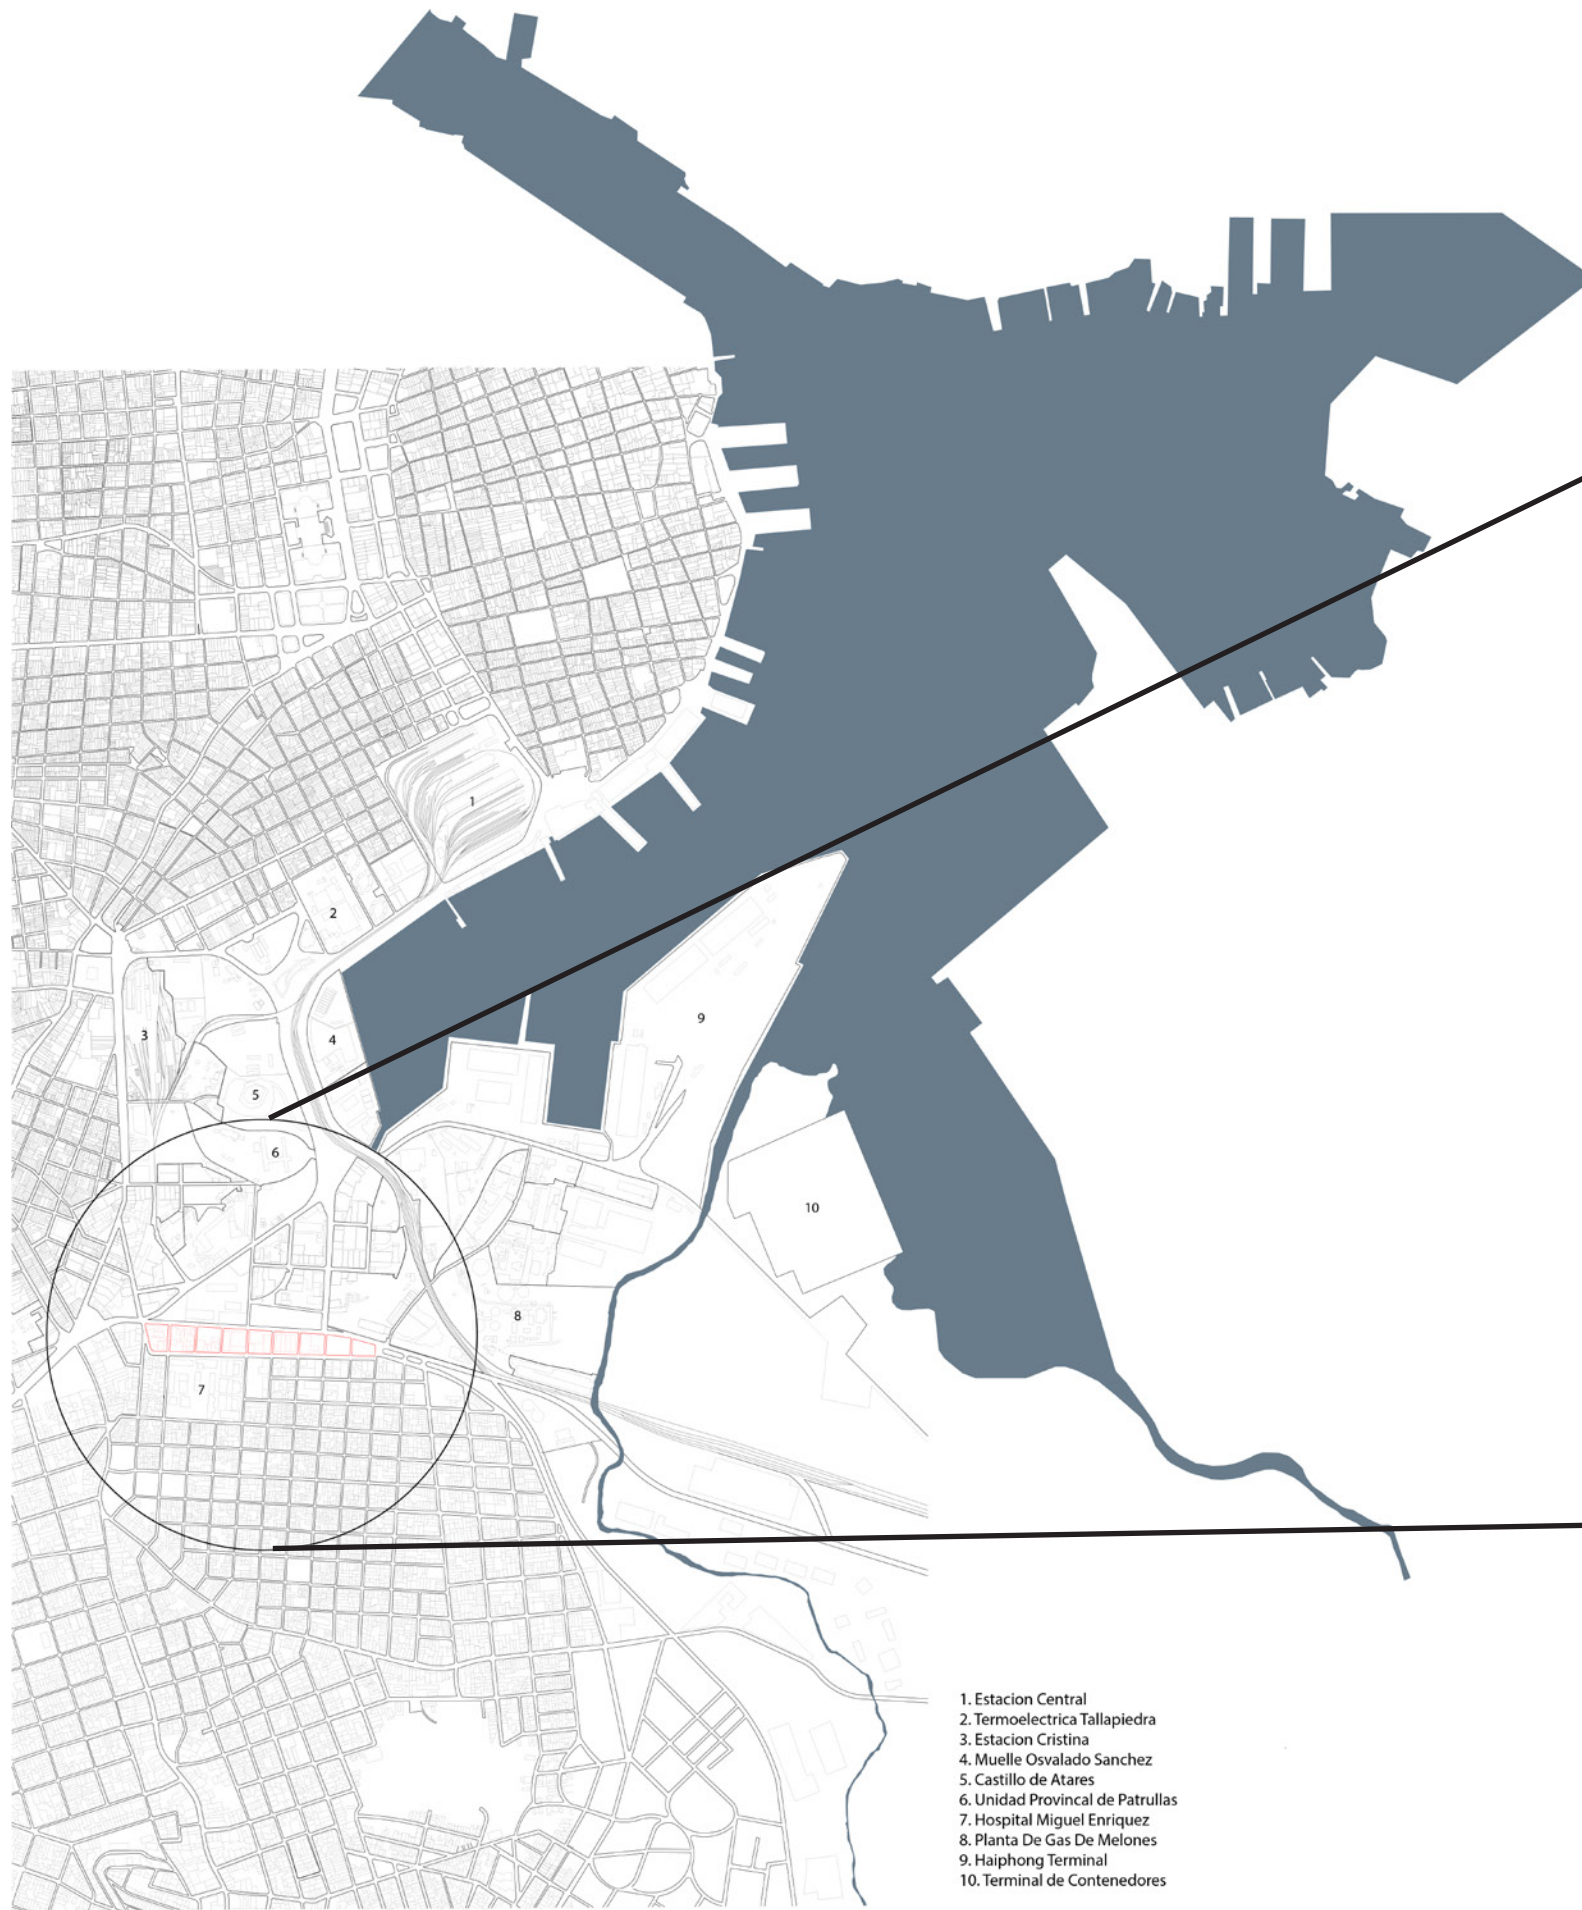 1
2
3
4
9
5
6
10
8
7
1. Estacion Central
2. Termoelectrica Tallapiedra
3. Estacion Cristina
4. Muelle Osvalado Sanchez
5. Castillo de Atares
6. Unidad Provincal de Patrullas
7. Hospital Miguel Enriquez
8. Planta De Gas De Melones
9. Haiphong Terminal
10. Terminal de Contenedores